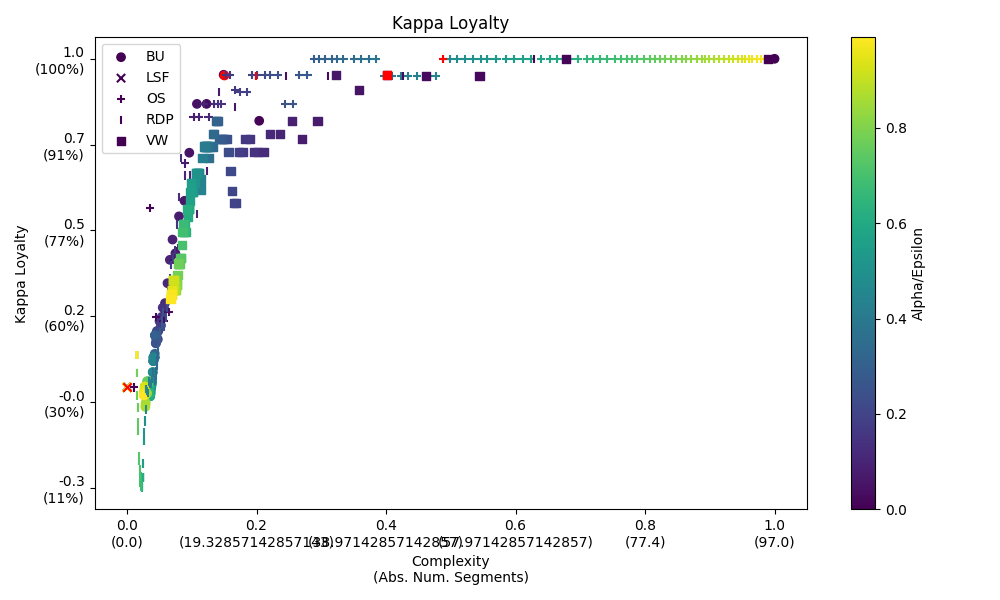 Kappa Loyalty
BU
LSF
OS
RDP
VW
1.0
(100%)
0.7
(91%)
0.5
(77%)
0.2
(60%)
-0.0
(30%)
-0.3
(11%)
Kappa Loyalty
0.0
(0.0)
0.2
(19.32857142857143)
0.4
0.6
0.8
(77.4)
1.0
(97.0)
Complexity
(Abs. Num. Segments)
0.8
0.6
0.4
0.2
0.0
Alpha/Epsilon